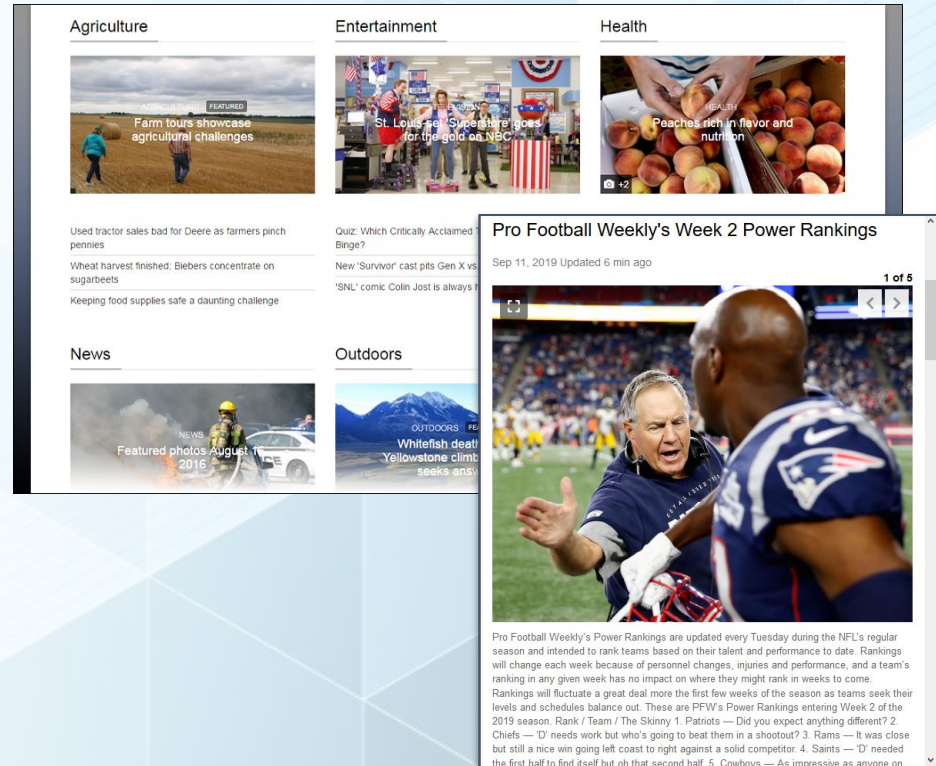 Agriculture
Entertainment
Health
AGRICULTURE FEATURED
Farm tours showcase
agricultural challenges
TELEVISION
St. Louis-set 'Superstore' goes
for the gold on NBC
HEALTH
Peaches rich in flavor and
nutrition
+2
Used tractor sales bad for Deere as farmers pinch
pennies
Wheat harvest finished; Biebers concentrate on
sugarbeets
Keeping food supplies safe a daunting challenge
Quiz: Which Critically Acclaimed
Binge?
New 'Survivor' cast pits Gen X vs.
'SNL' comic Colin Jost is always
News
Outdoors
NEWS
Featured photos August
2016
OUTDOORS
Whitefish death
Yellowstone climb
seeks
Pro Football Weekly's Week 2 Power Rankings
Sep 11, 2019 Updated 6 min ago
1 of 5
Pro Football Weekly's Power Rankings are updated every Tuesday during the NFL's regular
season and intended to rank teams based on their talent and performance to date. Rankings
will change each week because of personnel changes, injuries and performance, and a team's
ranking in any given week has no impact on where they might rank in weeks to come.
Rankings will fluctuate a great deal more the first few weeks of the season as teams seek their
levels and schedules balance out. These are PFW's Power Rankings entering Week 2 of the
2019 season. Rank / Team / The Skinny 1. Patriots — Did you expect anything different? 2.
Chiefs — 'D' needs work but who's going to beat them in a shootout? 3. Rams — It was close
but still a nice win going left coast to right against a solid competitor. 4. Saints — 'D' needed
the first half to find itself but oh that second half. 5. Cowboys — As impressive as anyone on